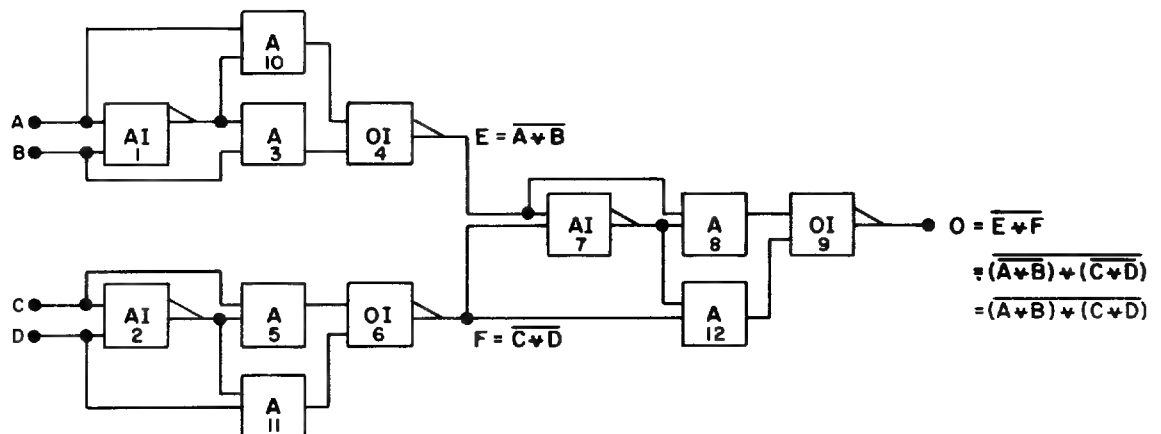 A
10
A
B
AI
1
A
3
OI
4
E = A̅ ̅∀̅ ̅B̅
AI
7
A
8
OI
9
O = E̅ ̅∀̅ ̅F̅
= (̅A̅̅∀̅̅B̅̅)̅ ̅∀̅ ̅(̅C̅̅∀̅̅D̅̅)̅
= (̅A̅∀̅B̅)̅ ̅∀̅ ̅(̅C̅∀̅D̅)̅
C
D
AI
2
A
5
OI
6
F = C̅ ̅∀̅ ̅D̅
A
12
A
11